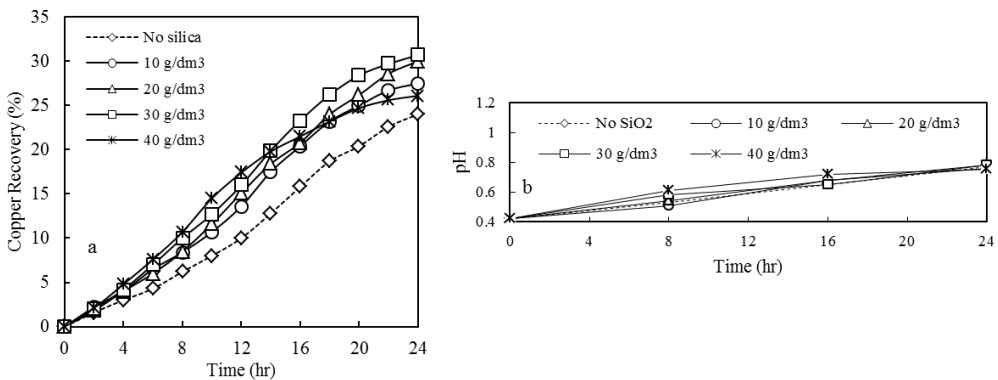 35
30
25
20
15
10
5
0
Copper Recovery (%)
No silica
10 g/dm3
20 g/dm3
30 g/dm3
40 g/dm3
a
0 4 8 12 16 20 24
Time (hr)
1.2
1
0.8
0.6
0.4
pH
No SiO2 10 g/dm3 20 g/dm3
30 g/dm3 40 g/dm3
b
0 4 8 12 16 20 24
Time (hr)